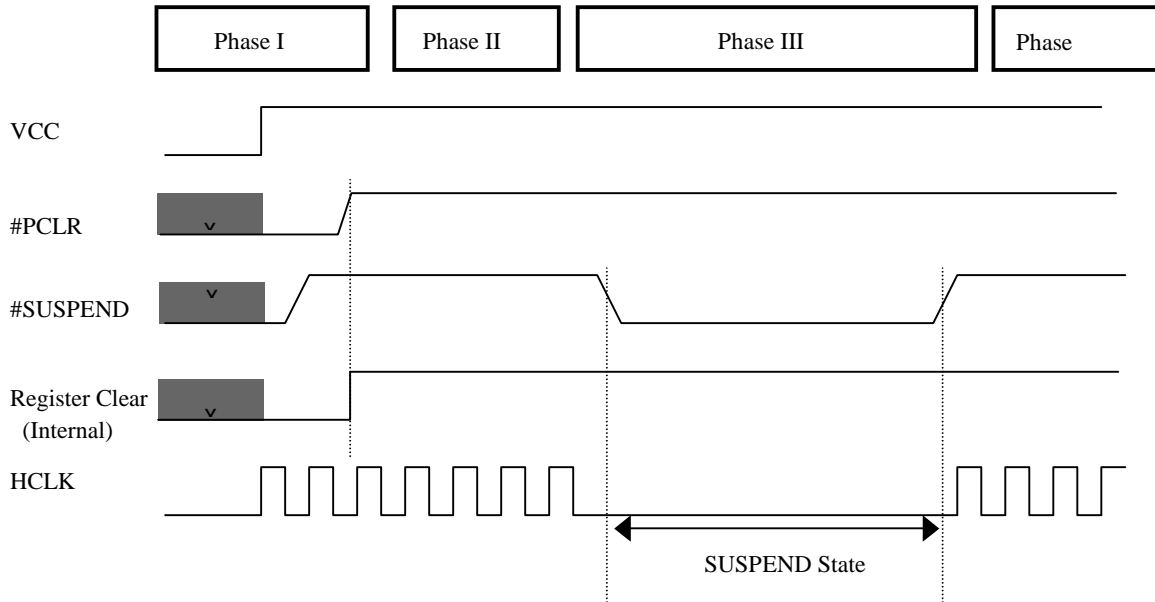 Phase I
Phase II
Phase III
Phase
VCC
#PCLR
#SUSPEND
Register Clear
(Internal)
HCLK
SUSPEND State